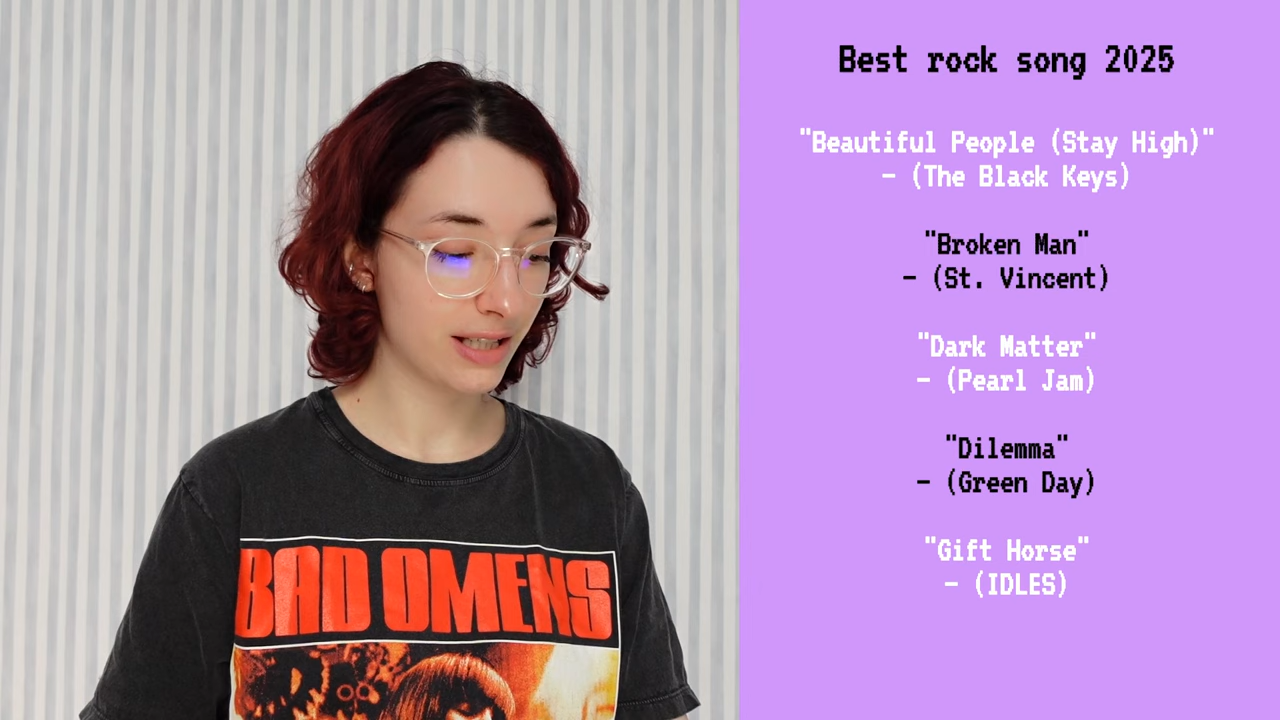 BAD OMENS
Best rock song 2025
"Beautiful People (Stay High)"
- (The Black Keys)
"Broken Man"
- (St. Vincent)
"Dark Matter"
- (Pearl Jam)
"Dilemma"
- (Green Day)
"Gift Horse"
- (IDLES)